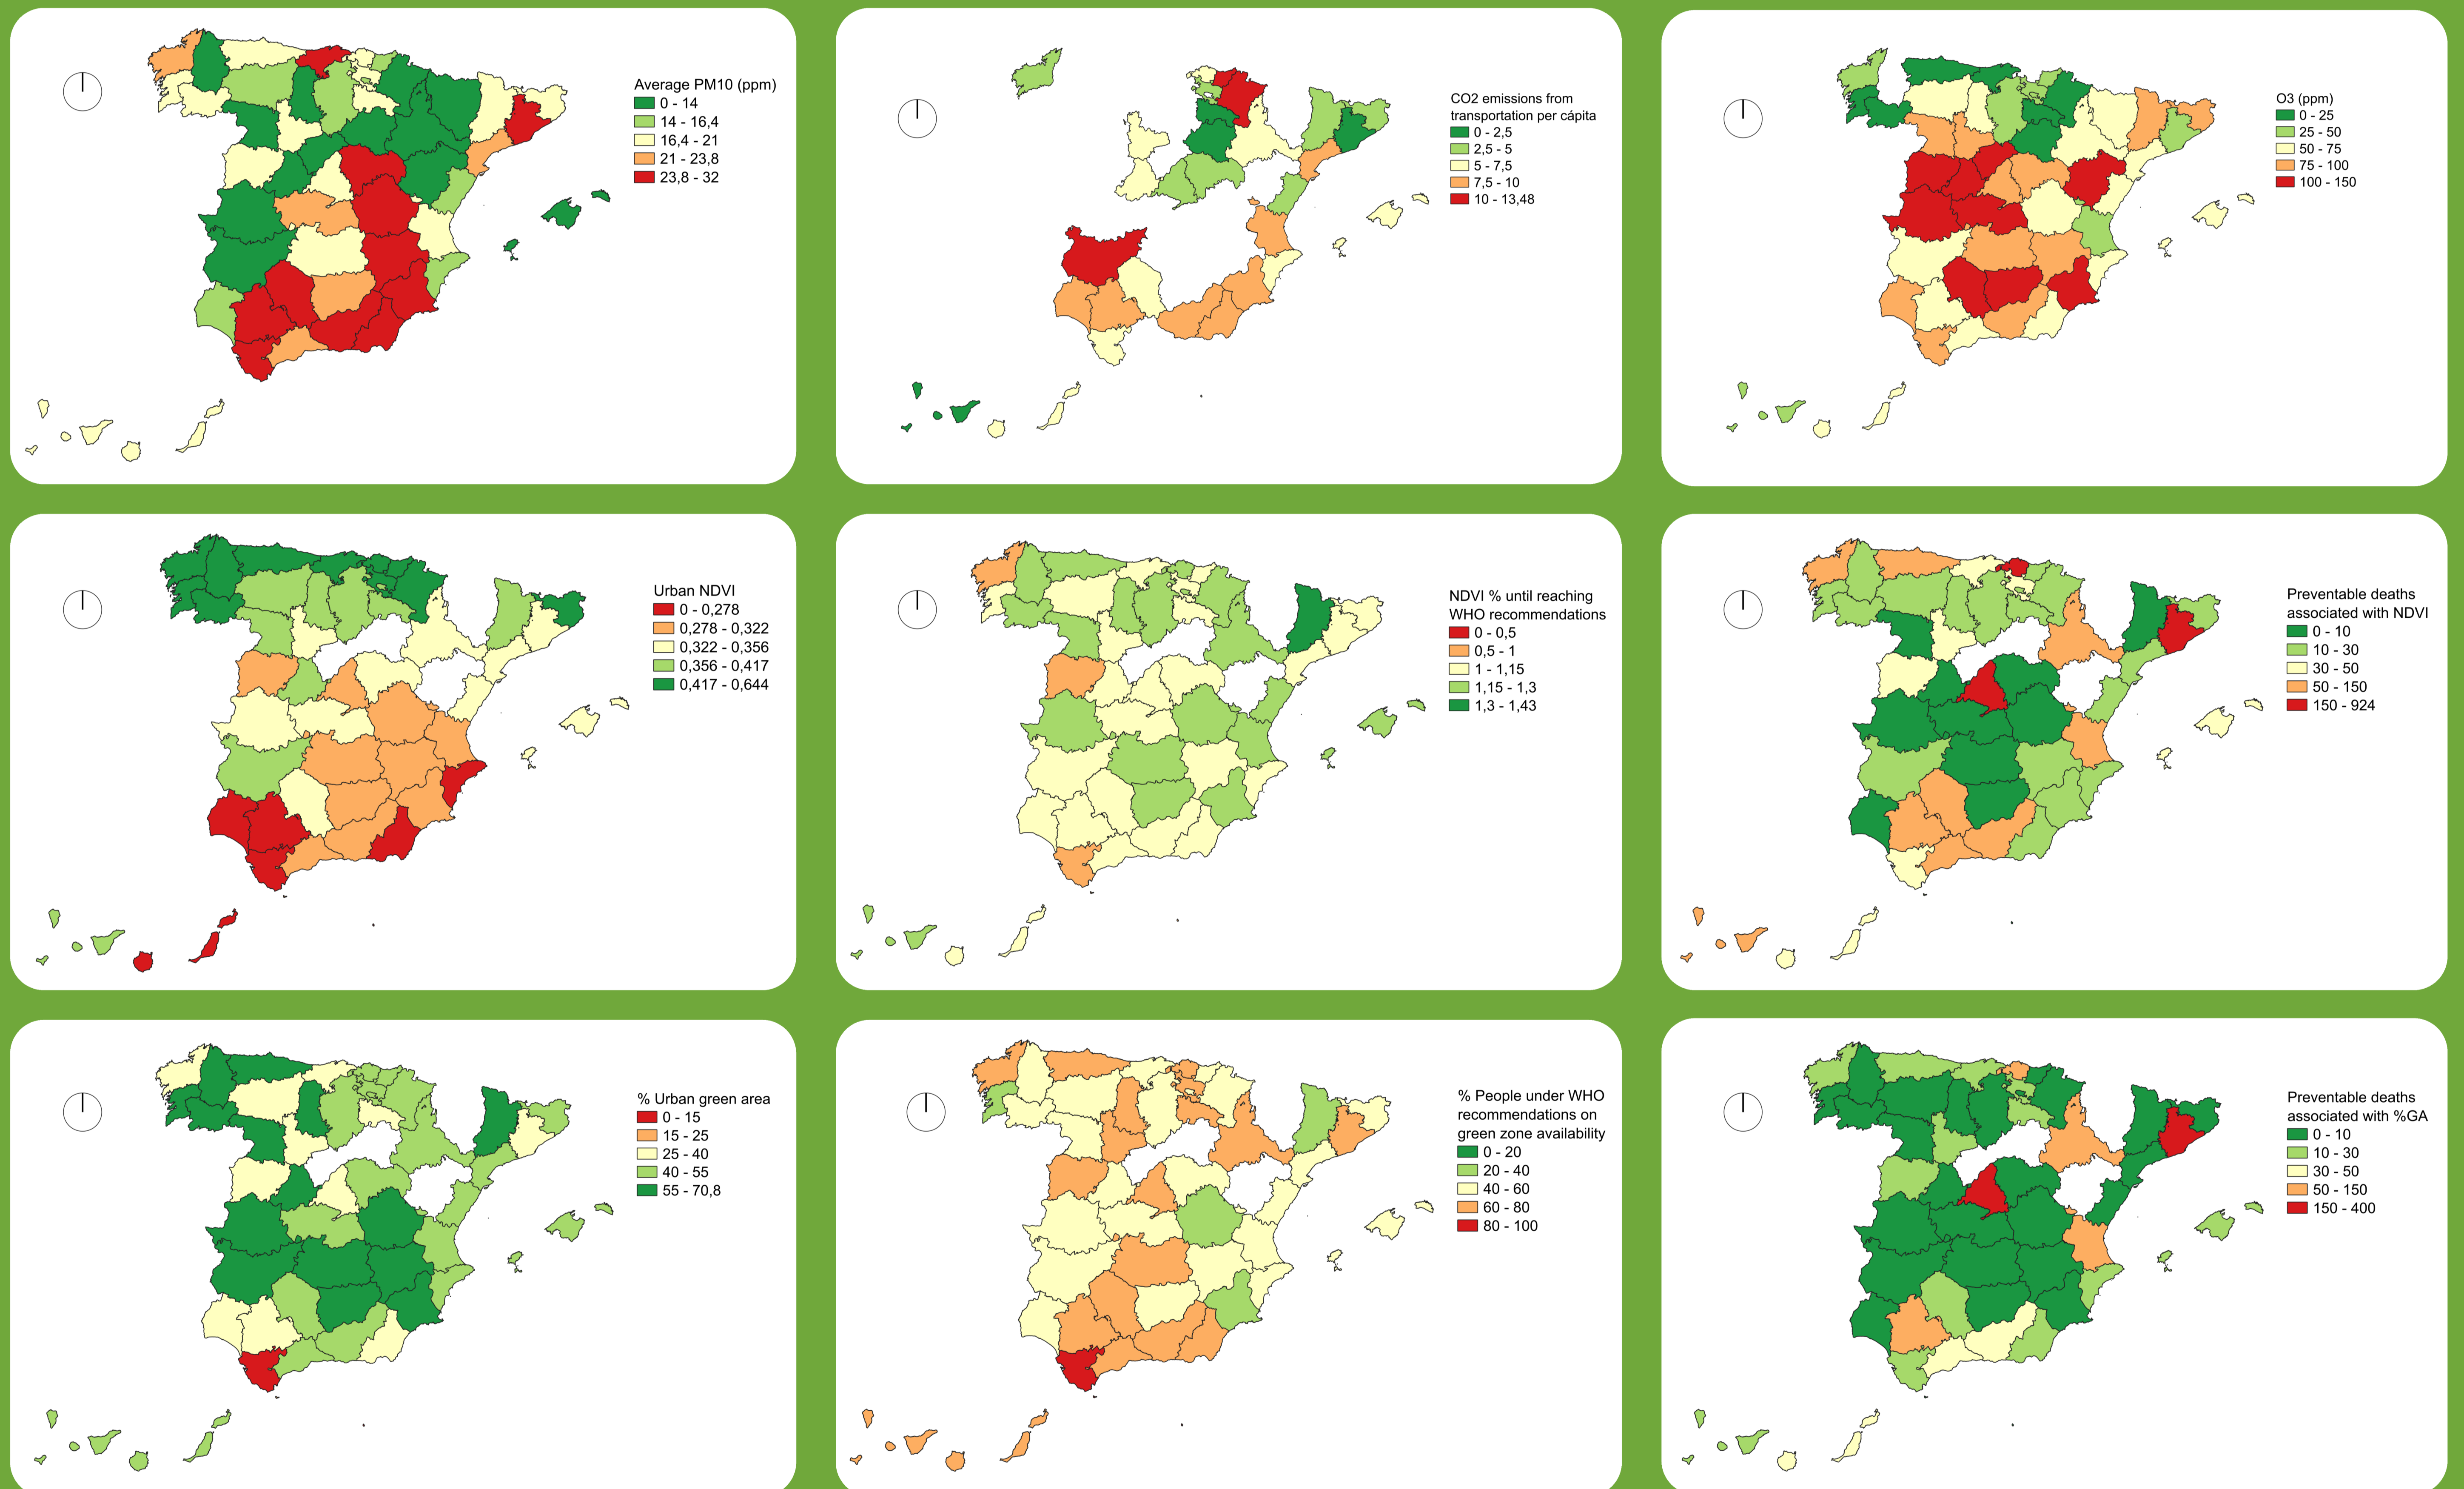 Average PM10 (ppm)
0 - 14
14 - 16,4
16,4 - 21
21 - 23,8
23,8 - 32
CO2 emissions from
transportation per cápita
0 - 2,5
2,5 - 5
5 - 7,5
7,5 - 10
10 - 13,48
O3 (ppm)
0 - 25
25 - 50
50 - 75
75 - 100
100 - 150
Urban NDVI
0 - 0,278
0,278 - 0,322
0,322 - 0,356
0,356 - 0,417
0,417 - 0,644
NDVI % until reaching
WHO recommendations
0 - 0,5
0,5 - 1
1 - 1,15
1,15 - 1,3
1,3 - 1,43
Preventable deaths
associated with NDVI
0 - 10
10 - 30
30 - 50
50 - 150
150 - 924
% Urban green area
0 - 15
15 - 25
25 - 40
40 - 55
55 - 70,8
% People under WHO
recommendations on
green zone availability
0 - 20
20 - 40
40 - 60
60 - 80
80 - 100
Preventable deaths
associated with %GA
0 - 10
10 - 30
30 - 50
50 - 150
150 - 400